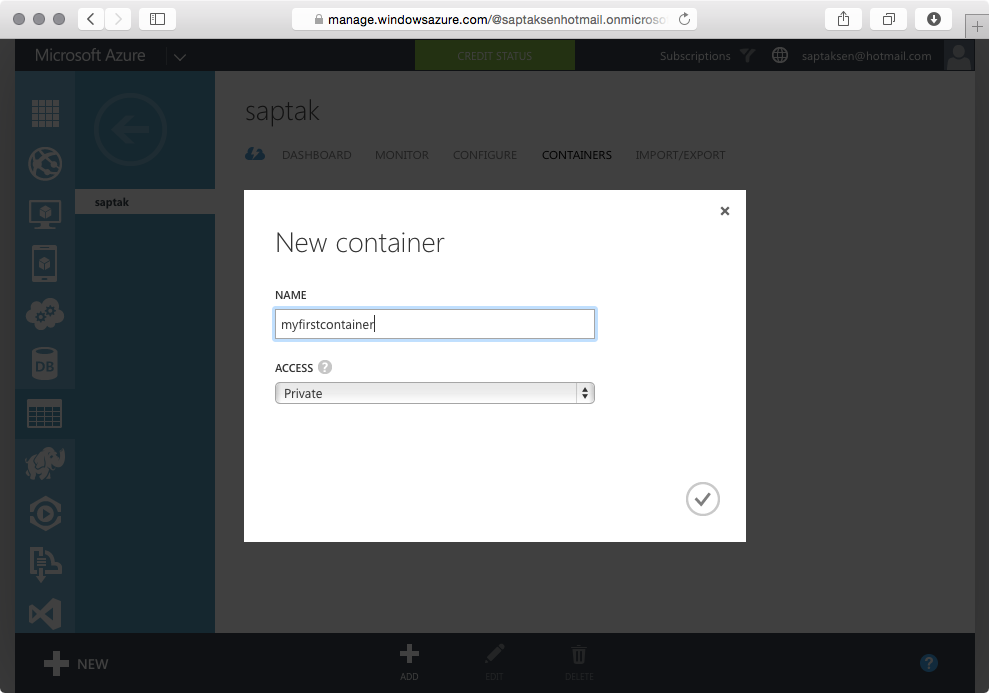 manage.windowsazure.com/@saptaksenhotmail.onmicroso
Microsoft Azure
CREDIT STATUS
Subscriptions
saptaksen@hotmail.com
saptak
DASHBOARD MONITOR CONFIGURE CONTAINERS IMPORT/EXPORT
saptak
New container
NAME
myfirstcontainer
ACCESS ?
Private
DB
NEW
ADD
EDIT
DELETE
?